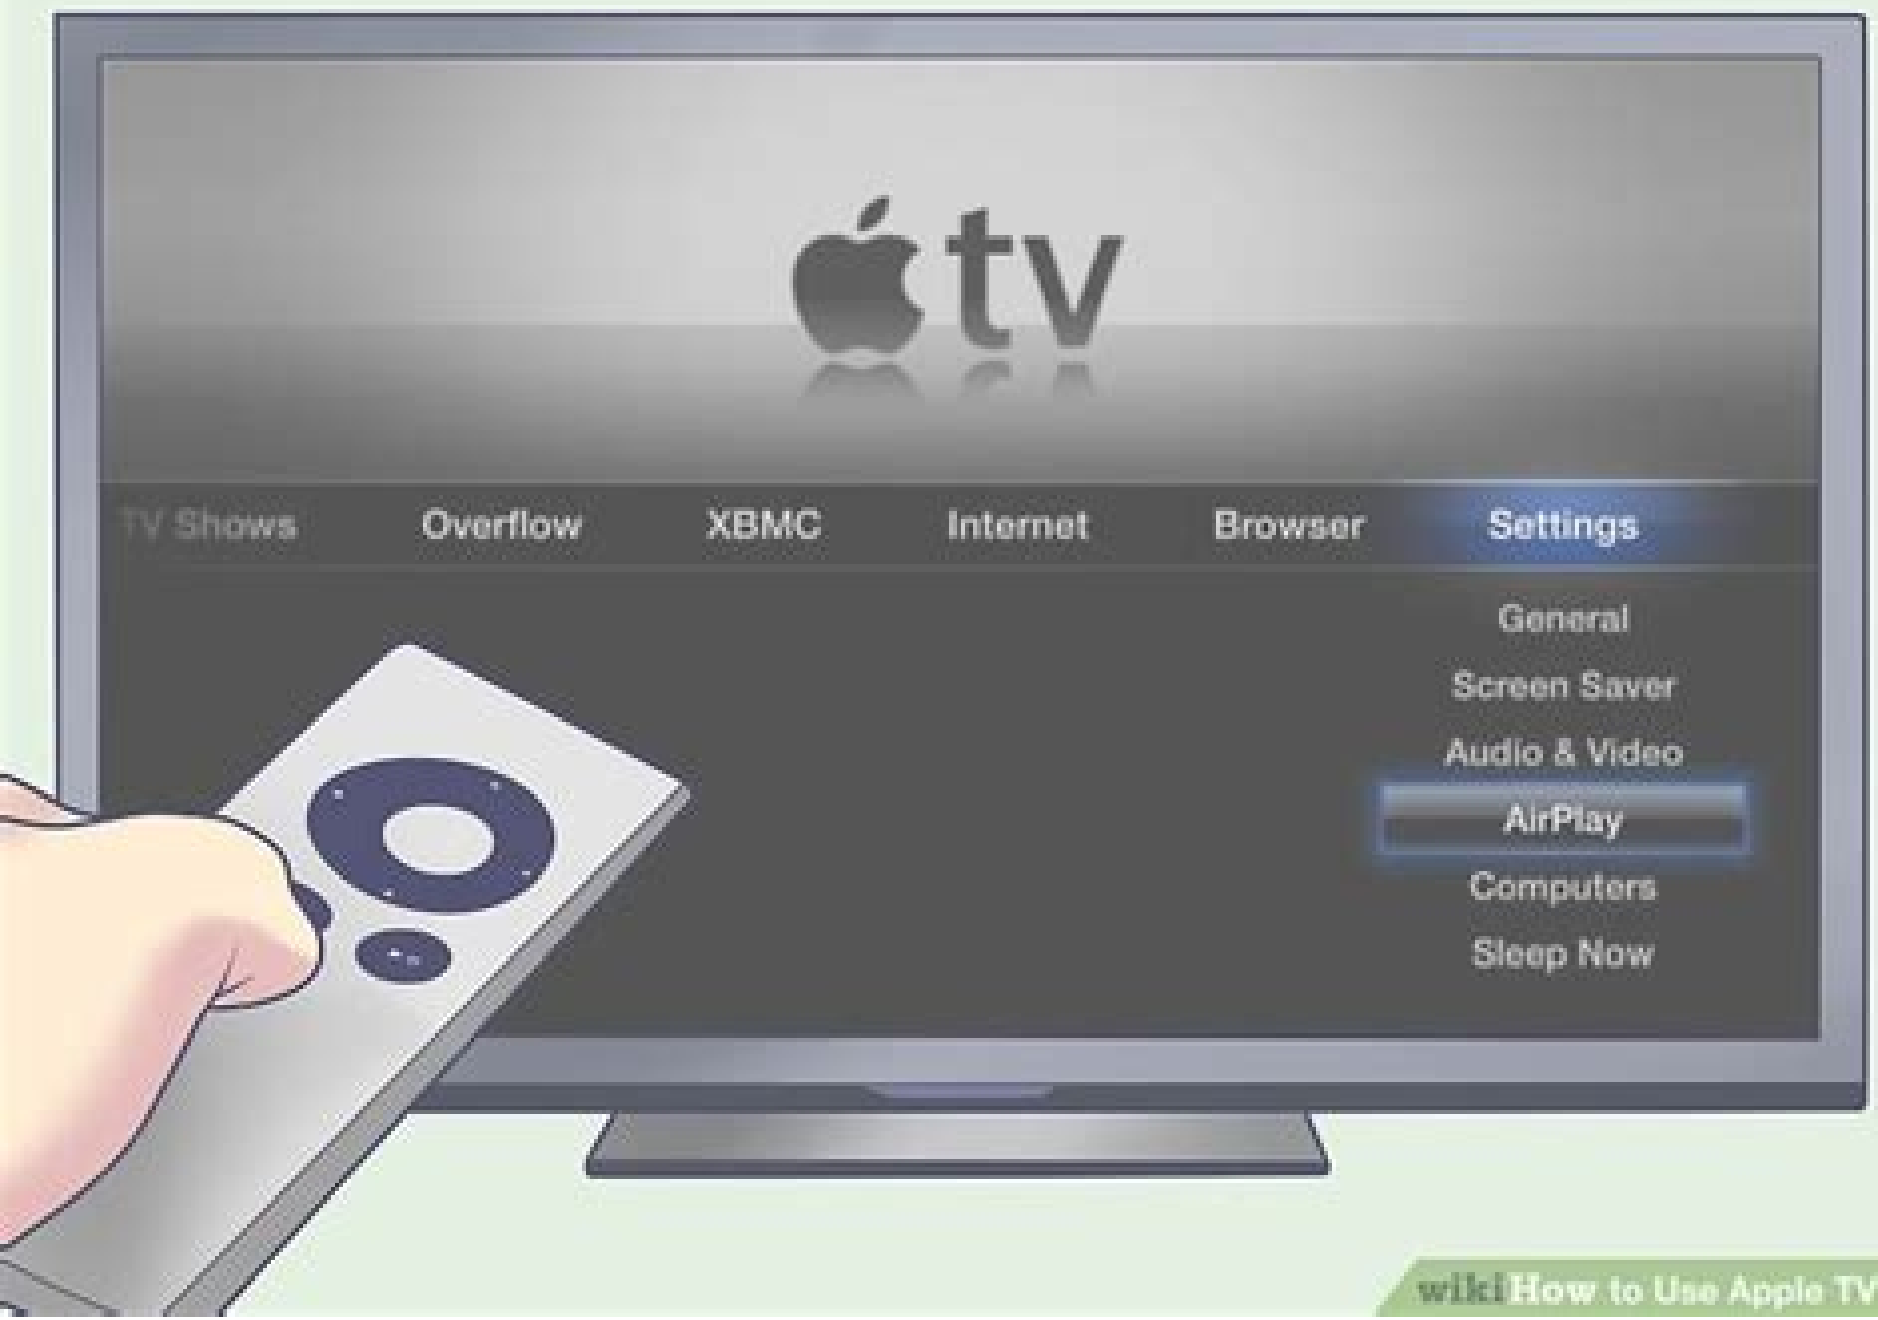 tv
TV Shows Overflow XBMC Internet Browser Settings
General
Screen Saver
Audio & Video
AirPlay
Computers
Sleep Now
wikiHow to Use Apple TV